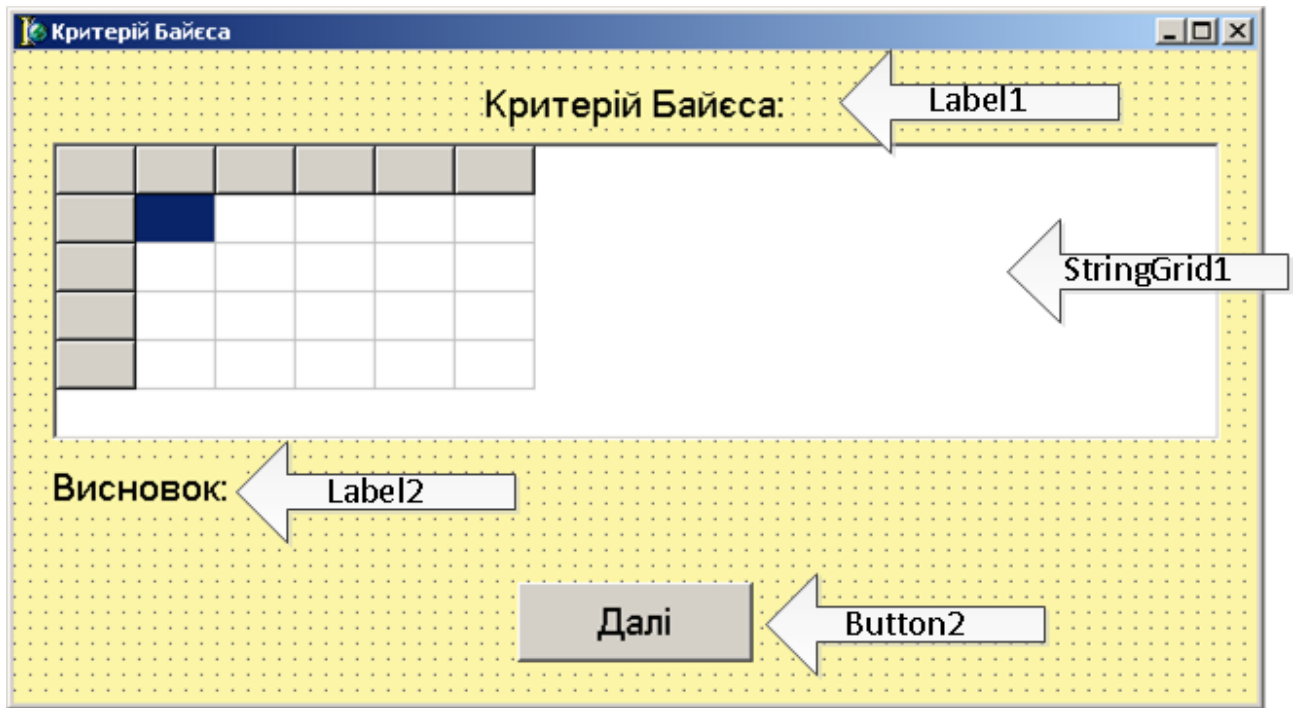 Критерій Байєса
Критерій Байєса:
Label1
StringGrid1
Висновок:
Label2
Далі
Button2